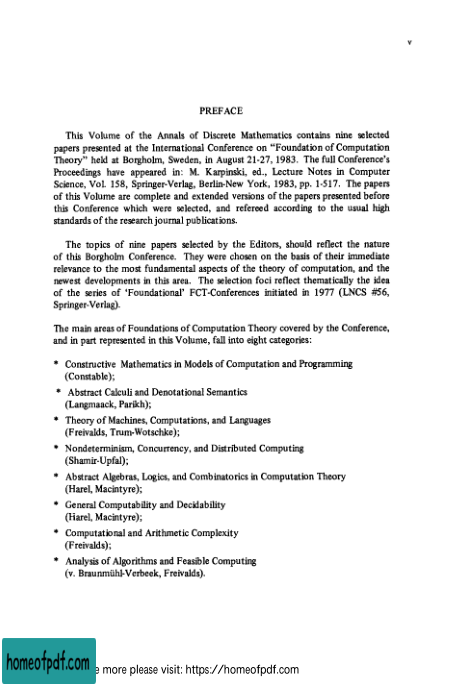 v
PREFACE
This Volume of the Annals of Discrete Mathematics contains nine selected
papers presented at the International Conference on “Foundation of Computation
Theory” held at Borgholm, Sweden, in August 21-27, 1983. The full Conference's
Proceedings have appeared in: M. Karpinski, ed., Lecture Notes in Computer
Science, Vol. 158, Springer-Verlag, Berlin-New York, 1983, pp. 1-517. The papers
of this Volume are complete and extended versions of the papers presented before
this Conference which were selected, and refereed according to the usual high
standards of the research journal publications.
The topics of nine papers selected by the Editors, should reflect the nature
of this Borgholm Conference. They were chosen on the basis of their immediate
relevance to the most fundamental aspects of the theory of computation, and the
newest developments in this area. The selection foci reflect thematically the idea
of the series of ‘Foundational’ FCT-Conferences initiated in 1977 (LNCS #56,
Springer-Verlag).
The main areas of Foundations of Computation Theory covered by the Conference,
and in part represented in this Volume, fall into eight categories:
* Constructive Mathematics in Models of Computation and Programming
(Constable);
* Abstract Calculi and Denotational Semantics
(Langmaack, Parikh);
* Theory of Machines, Computations, and Languages
(Freivalds, Trum-Wotschke);
* Nondeterminism, Concurrency, and Distributed Computing
(Shamir-Upfal);
* Abstract Algebras, Logics, and Combinatorics in Computation Theory
(Harel, Macintyre);
* General Computability and Decidability
(Harel, Macintyre);
* Computational and Arithmetic Complexity
(Freivalds);
* Analysis of Algorithms and Feasible Computing
(v. Braunmühl-Verbeek, Freivalds).
homeofpdf.com
e more please visit: https://homeofpdf.com